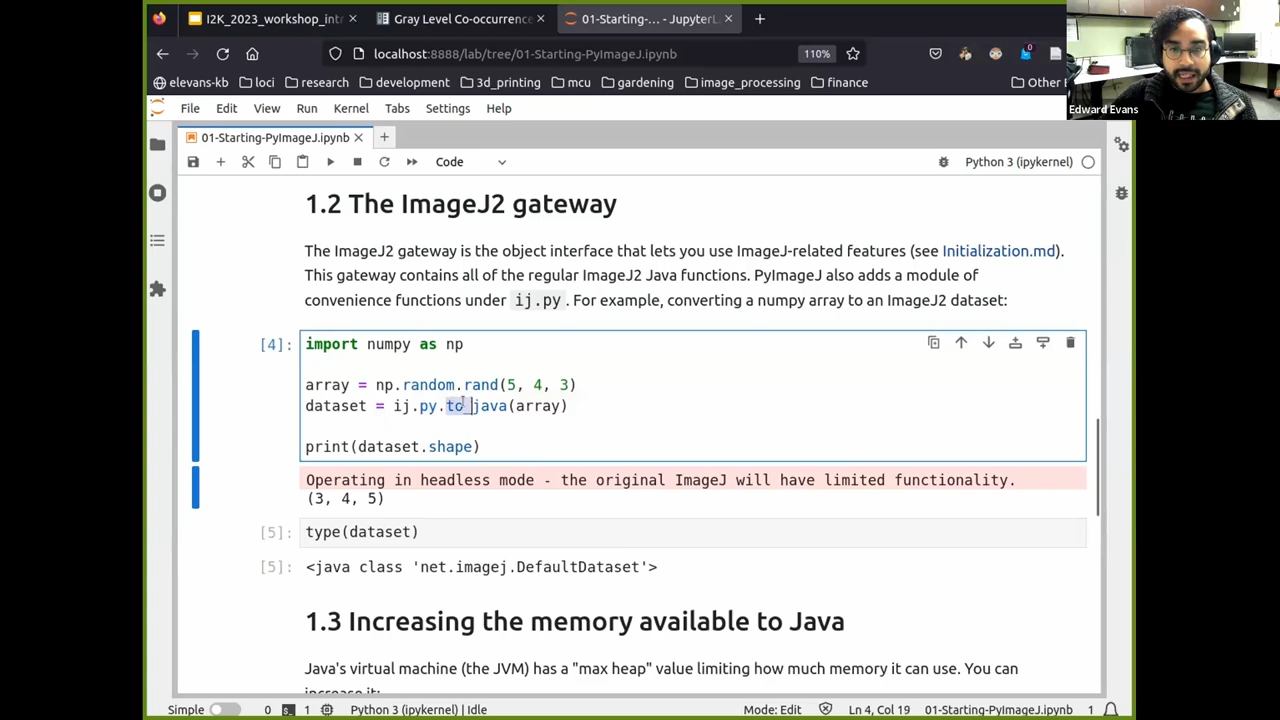 I2K_2023_workshop_intr
Gray Level Co-occurrence
01-Starting-... - JupyterL
localhost:8888/lab/tree/01-Starting-PyImageJ.ipynb
110%
0
elevans-kb
loci
research
development
3d_printing
mcu
gardening
image_processing
finance
Other
Edward Evans
File
Edit
View
Run
Kernel
Tabs
Settings
Help
01-Starting-PyImageJ.ipynb
Code
Python 3 (ipykernel)
1.2 The ImageJ2 gateway
The ImageJ2 gateway is the object interface that lets you use ImageJ-related features (see Initialization.md).
This gateway contains all of the regular ImageJ2 Java functions. PyImageJ also adds a module of
convenience functions under ij.py. For example, converting a numpy array to an ImageJ2 dataset:
[4]:
import numpy as np
array = np.random.rand(5, 4, 3)
dataset = ij.py.to_java(array)
print(dataset.shape)
Operating in headless mode - the original ImageJ will have limited functionality.
(3, 4, 5)
[5]:
type(dataset)
[5]:
<java class 'net.imagej.DefaultDataset'>
1.3 Increasing the memory available to Java
Java's virtual machine (the JVM) has a "max heap" value limiting how much memory it can use. You can
increase it:
Simple
0
1
Python 3 (ipykernel) | Idle
Mode: Edit
Ln 4, Col 19
01-Starting-PyImageJ.ipynb
1